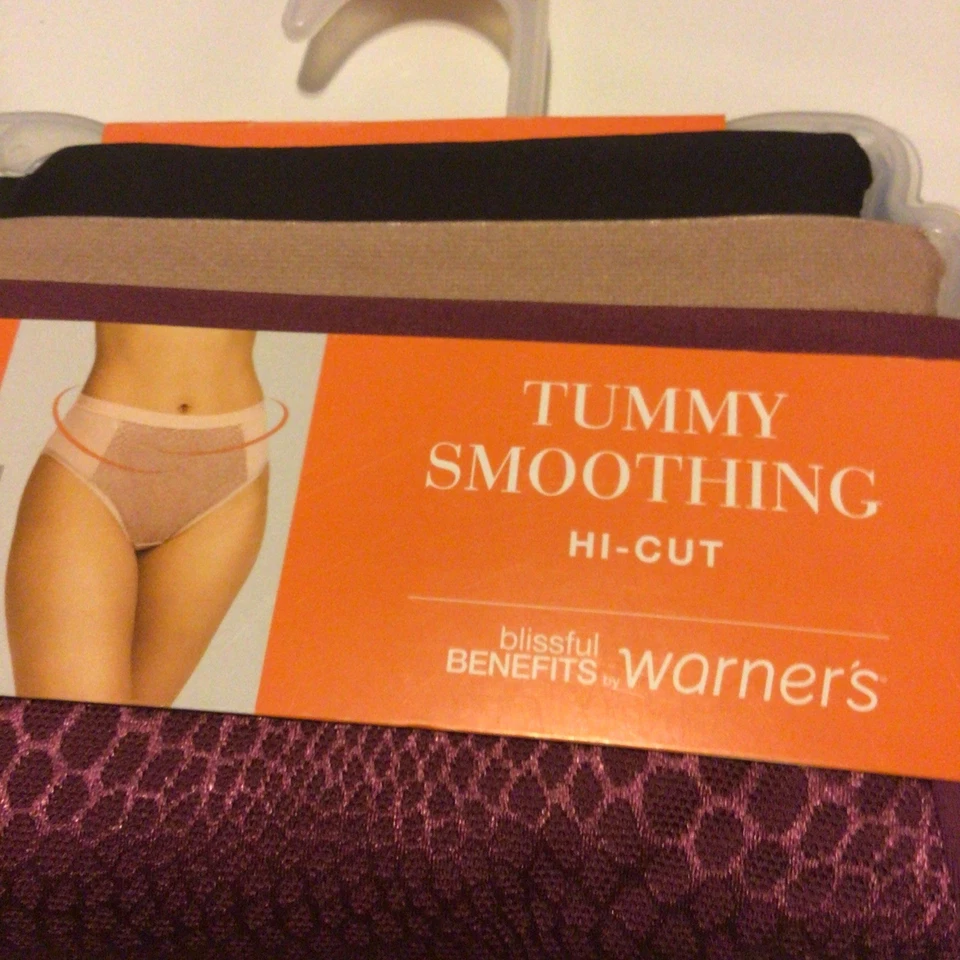 TUMMY
SMOOTHING
HI-CUT
blissful
BENEFITS by warner's®